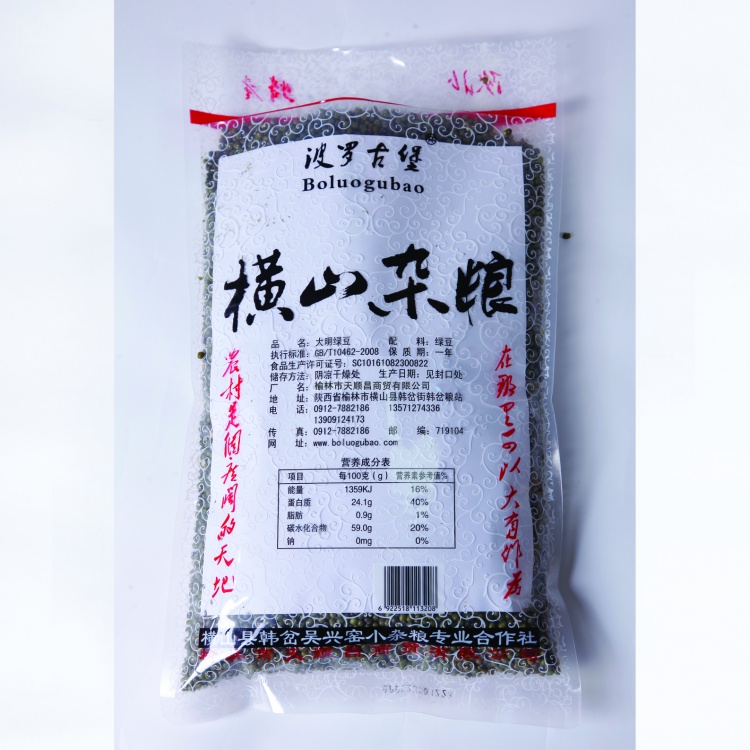 波罗古堡®
Boluogubao
横山杂粮
品 名：大明绿豆 配 料：绿豆
执行标准：GB/T10462-2008 保 质 期：一年
食品生产许可证号：SC10161082300822
储存方法：阴凉干燥处 生产日期：见封口处
厂 名：榆林市天顺昌商贸有限公司
地 址：陕西省榆林市横山县韩岔街韩岔粮站
电 话：0912-7882186 13571274336
13909124173
传 真：0912-7882186 邮 编：719104
网 址：www.boluogubao.com
营养成分表
项目 每100克（g） 营养素参考值%
能量 1359KJ 16%
蛋白质 24.1g 40%
脂肪 0.9g 1%
碳水化合物 59.0g 20%
钠 0mg 0%
农村是个广阔的天地
在那里可以大有作为
6 922518 113208
横山县韩岔吴兴窑小杂粮专业合作社